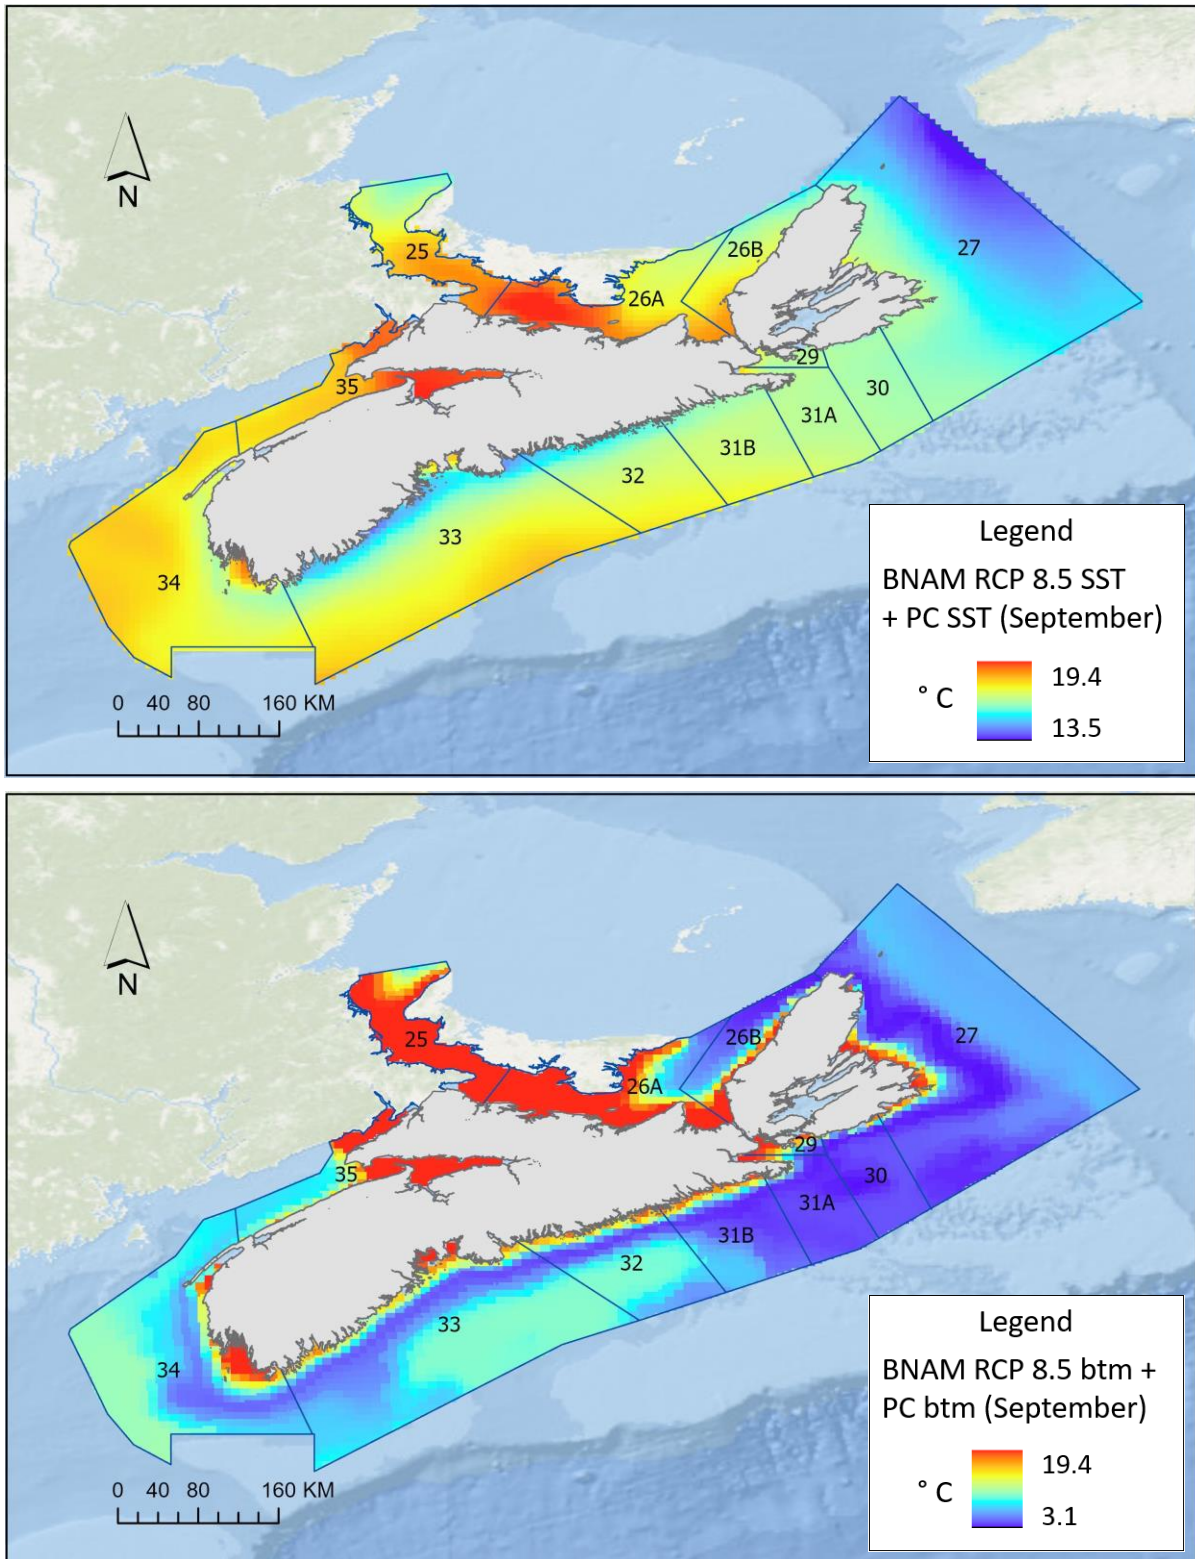 N
25
26B
27
26A
29
35
30
31A
31B
32
33
34
0 40 80 160 KM
Legend
BNAM RCP 8.5 SST
+ PC SST (September)
° C
19.4
13.5
N
25
26B
27
26A
29
35
30
31A
31B
32
33
34
0 40 80 160 KM
Legend
BNAM RCP 8.5 btm +
PC btm (September)
° C
19.4
3.1